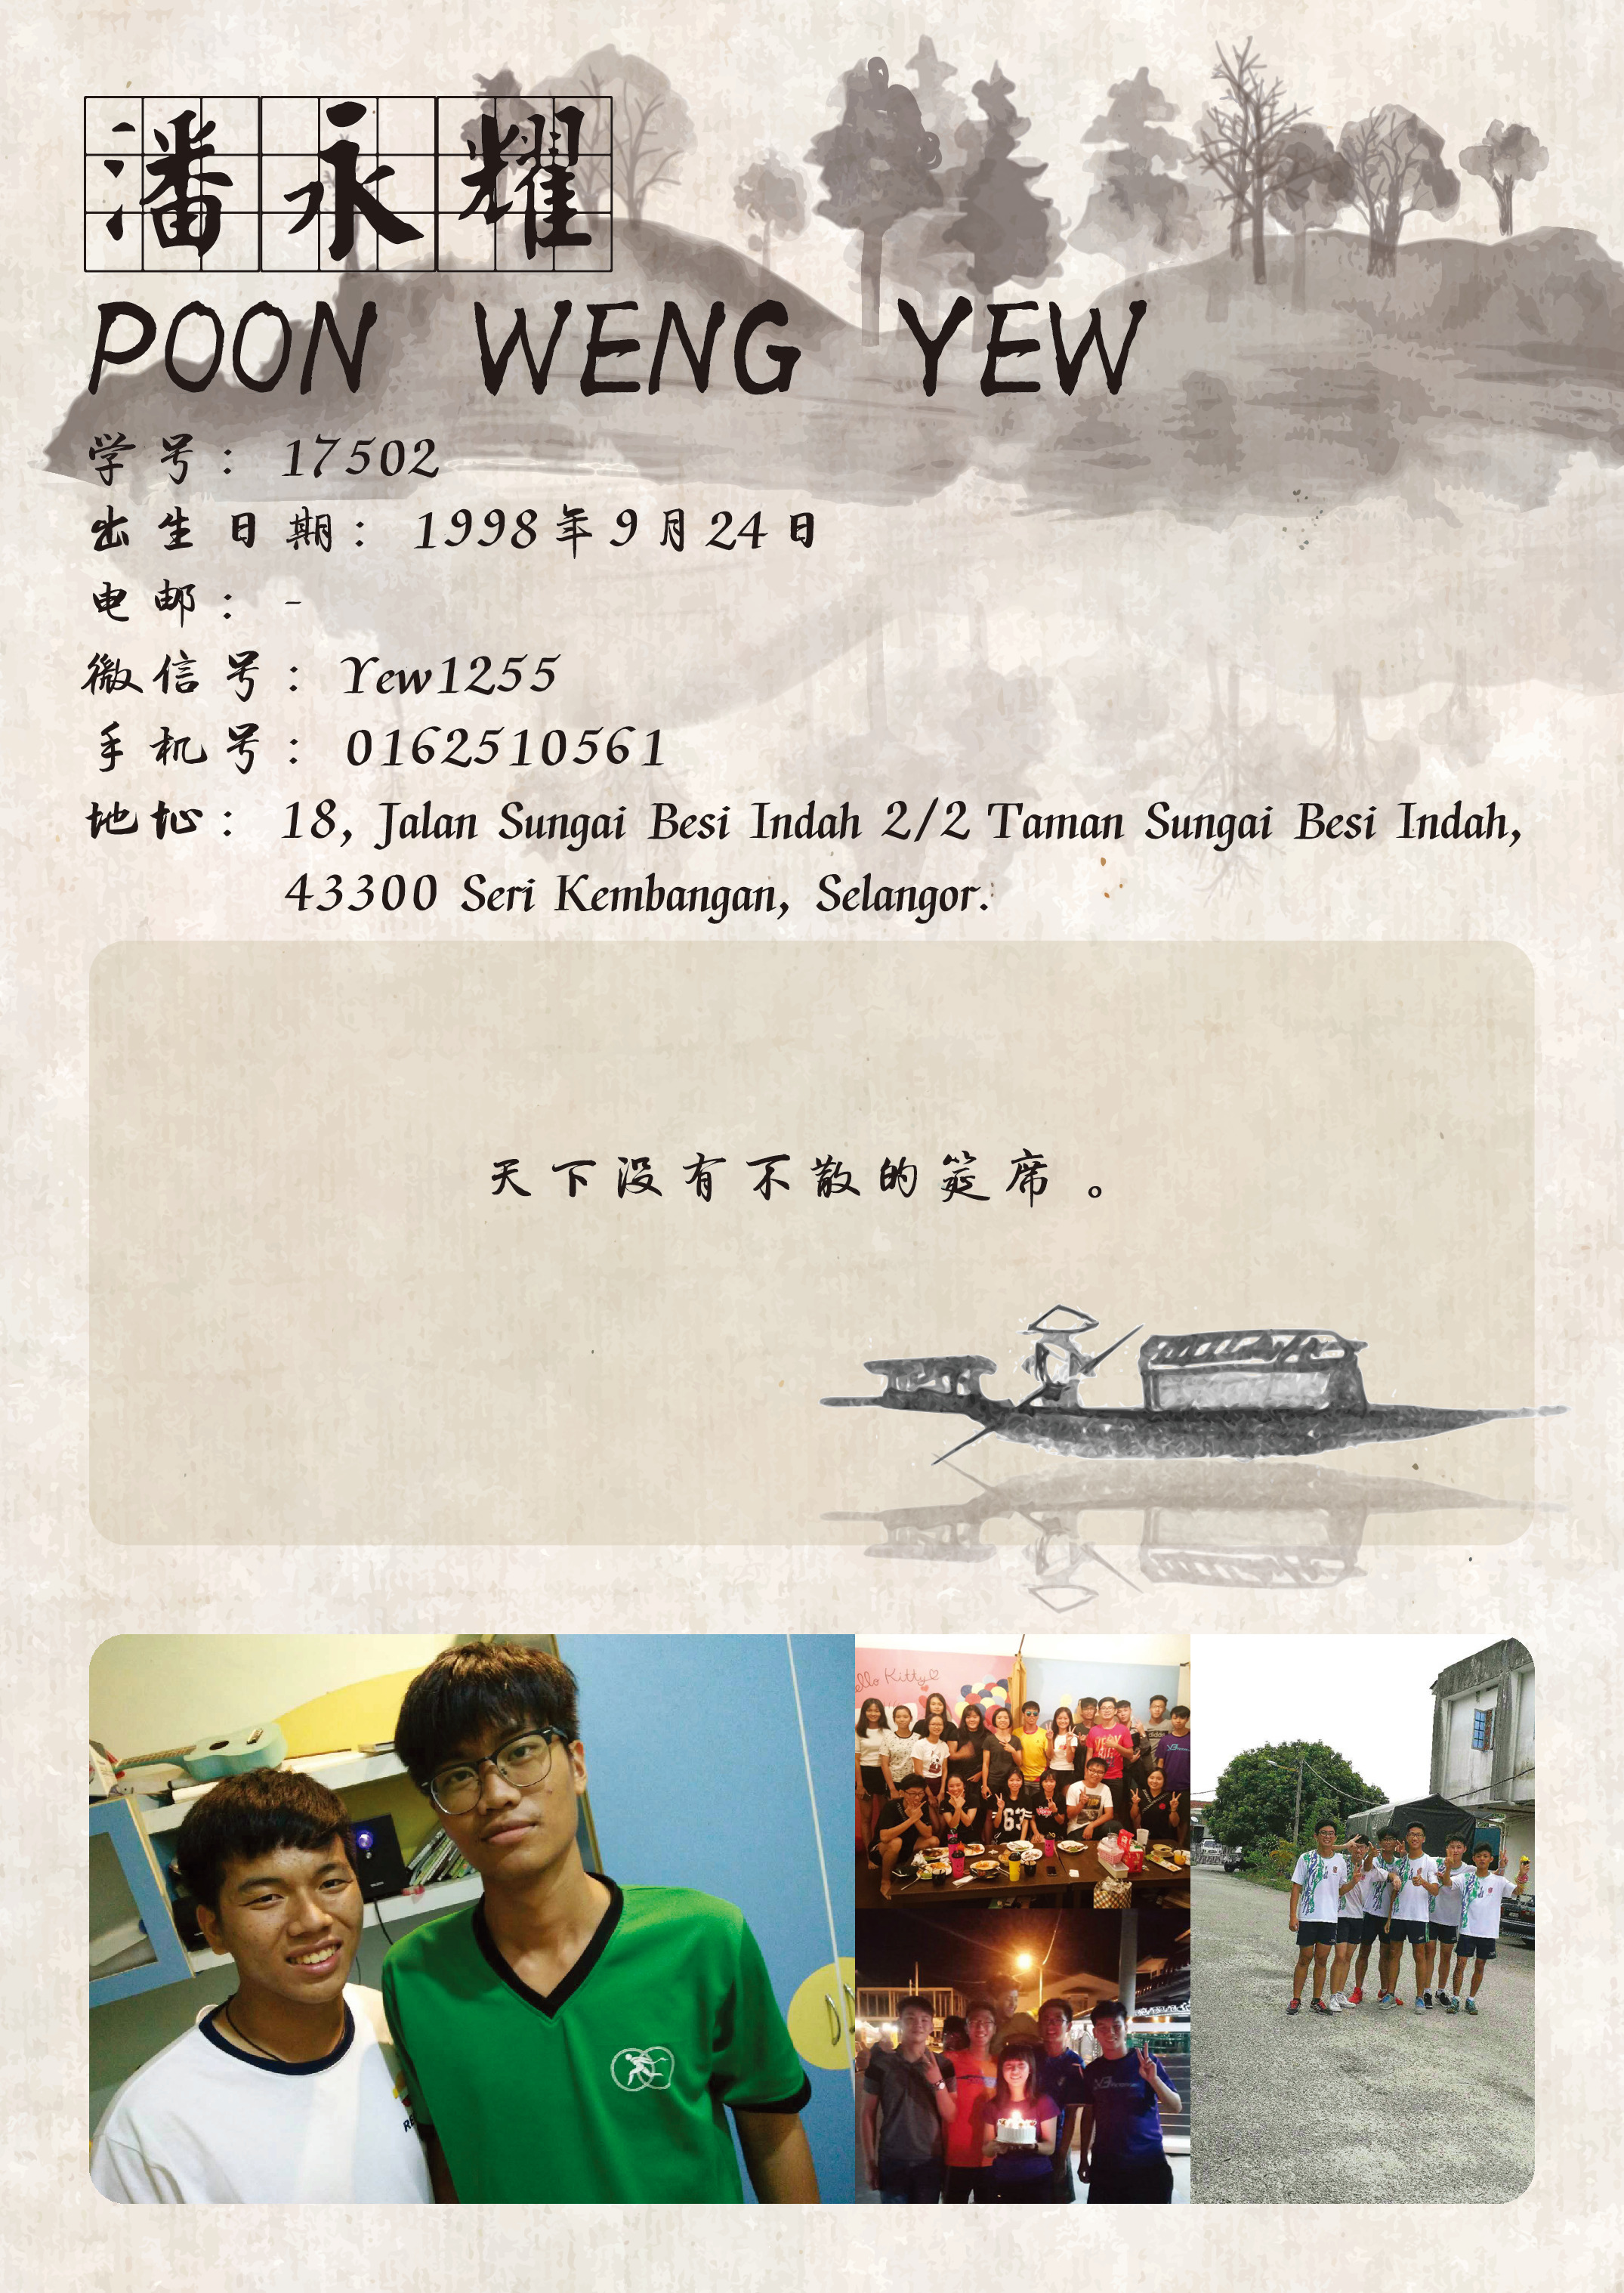 潘永耀
POON WENG YEW
学号： 17502
出生日期： 1998年9月24日
电邮： -
微信号： Yew1255
手机号： 0162510561
地址： 18, Jalan Sungai Besi Indah 2/2 Taman Sungai Besi Indah,
43300 Seri Kembangan, Selangor.
天下没有不散的筵席。
Kitty
63